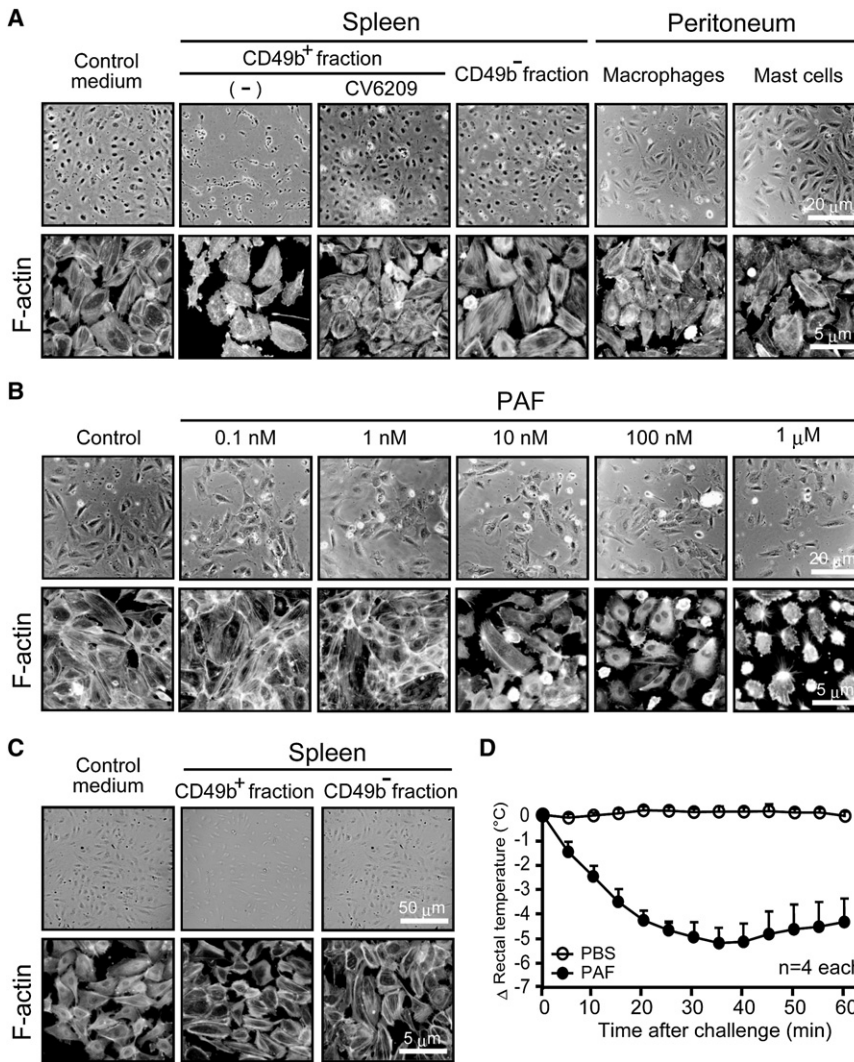 A
Spleen
Peritoneum
Control medium
CD49b+ fraction
CD49b− fraction
Macrophages
Mast cells
(−)
CV6209
20 μm
F-actin
5 μm
B
PAF
Control
0.1 nM
1 nM
10 nM
100 nM
1 μM
20 μm
F-actin
5 μm
C
Spleen
Control medium
CD49b+ fraction
CD49b− fraction
50 μm
F-actin
5 μm
D
Δ Rectal temperature (°C)
0
-1
-2
-3
-4
-5
-6
-7
PBS
PAF
n=4 each
0 10 20 30 40 50 60
Time after challenge (min)